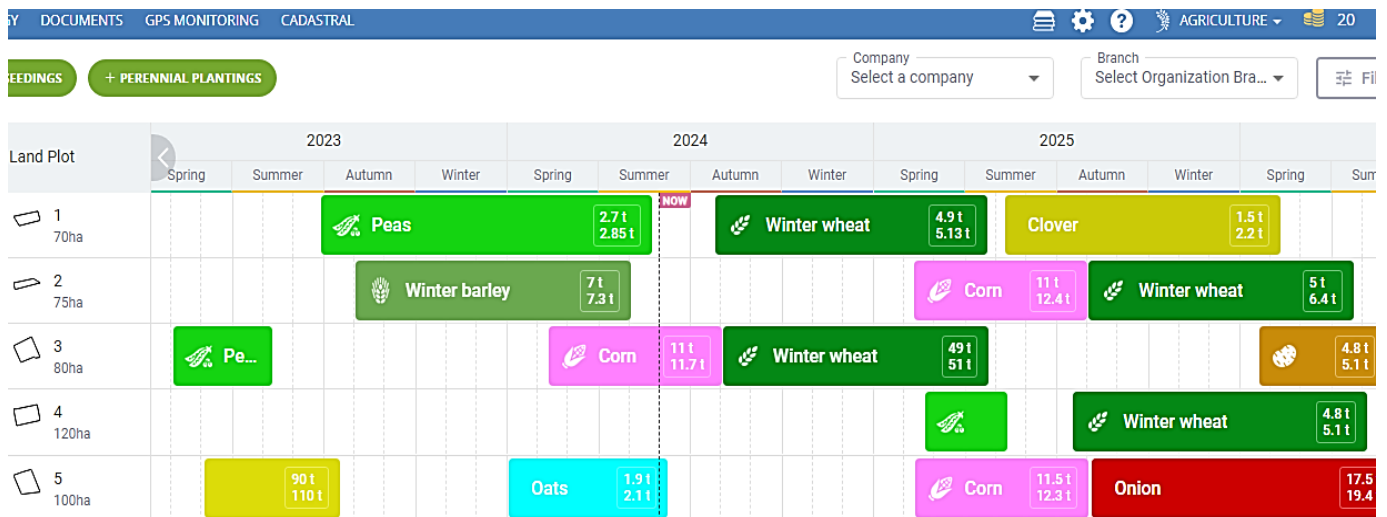 GY DOCUMENTS GPS MONITORING CADASTRAL AGRICULTURE 20
SEEDINGS + PERENNIAL PLANTINGS
Company Branch
Select a company Select Organization Bra... Fil
Land Plot 2023 2024 2025
Spring Summer Autumn Winter Spring Summer Autumn Winter Spring Summer Autumn Winter Spring Sum
NOW
1 Peas 2.7 t Winter wheat 4.9 t Clover 1.5 t
70ha 2.85 t 5.13 t 2.2 t
2 Winter barley 7 t Corn 11 t Winter wheat 5 t
75ha 7.3 t 12.4 t 6.4 t
3 Pe... Corn 11 t Winter wheat 49 t 4.8 t
80ha 11.7 t 51 t 5.1 t
4 Winter wheat 4.8 t
120ha 5.1 t
5 90 t Oats 1.9 t Corn 11.5 t Onion 17.5
100ha 110 t 2.1 t 12.3 t 19.4